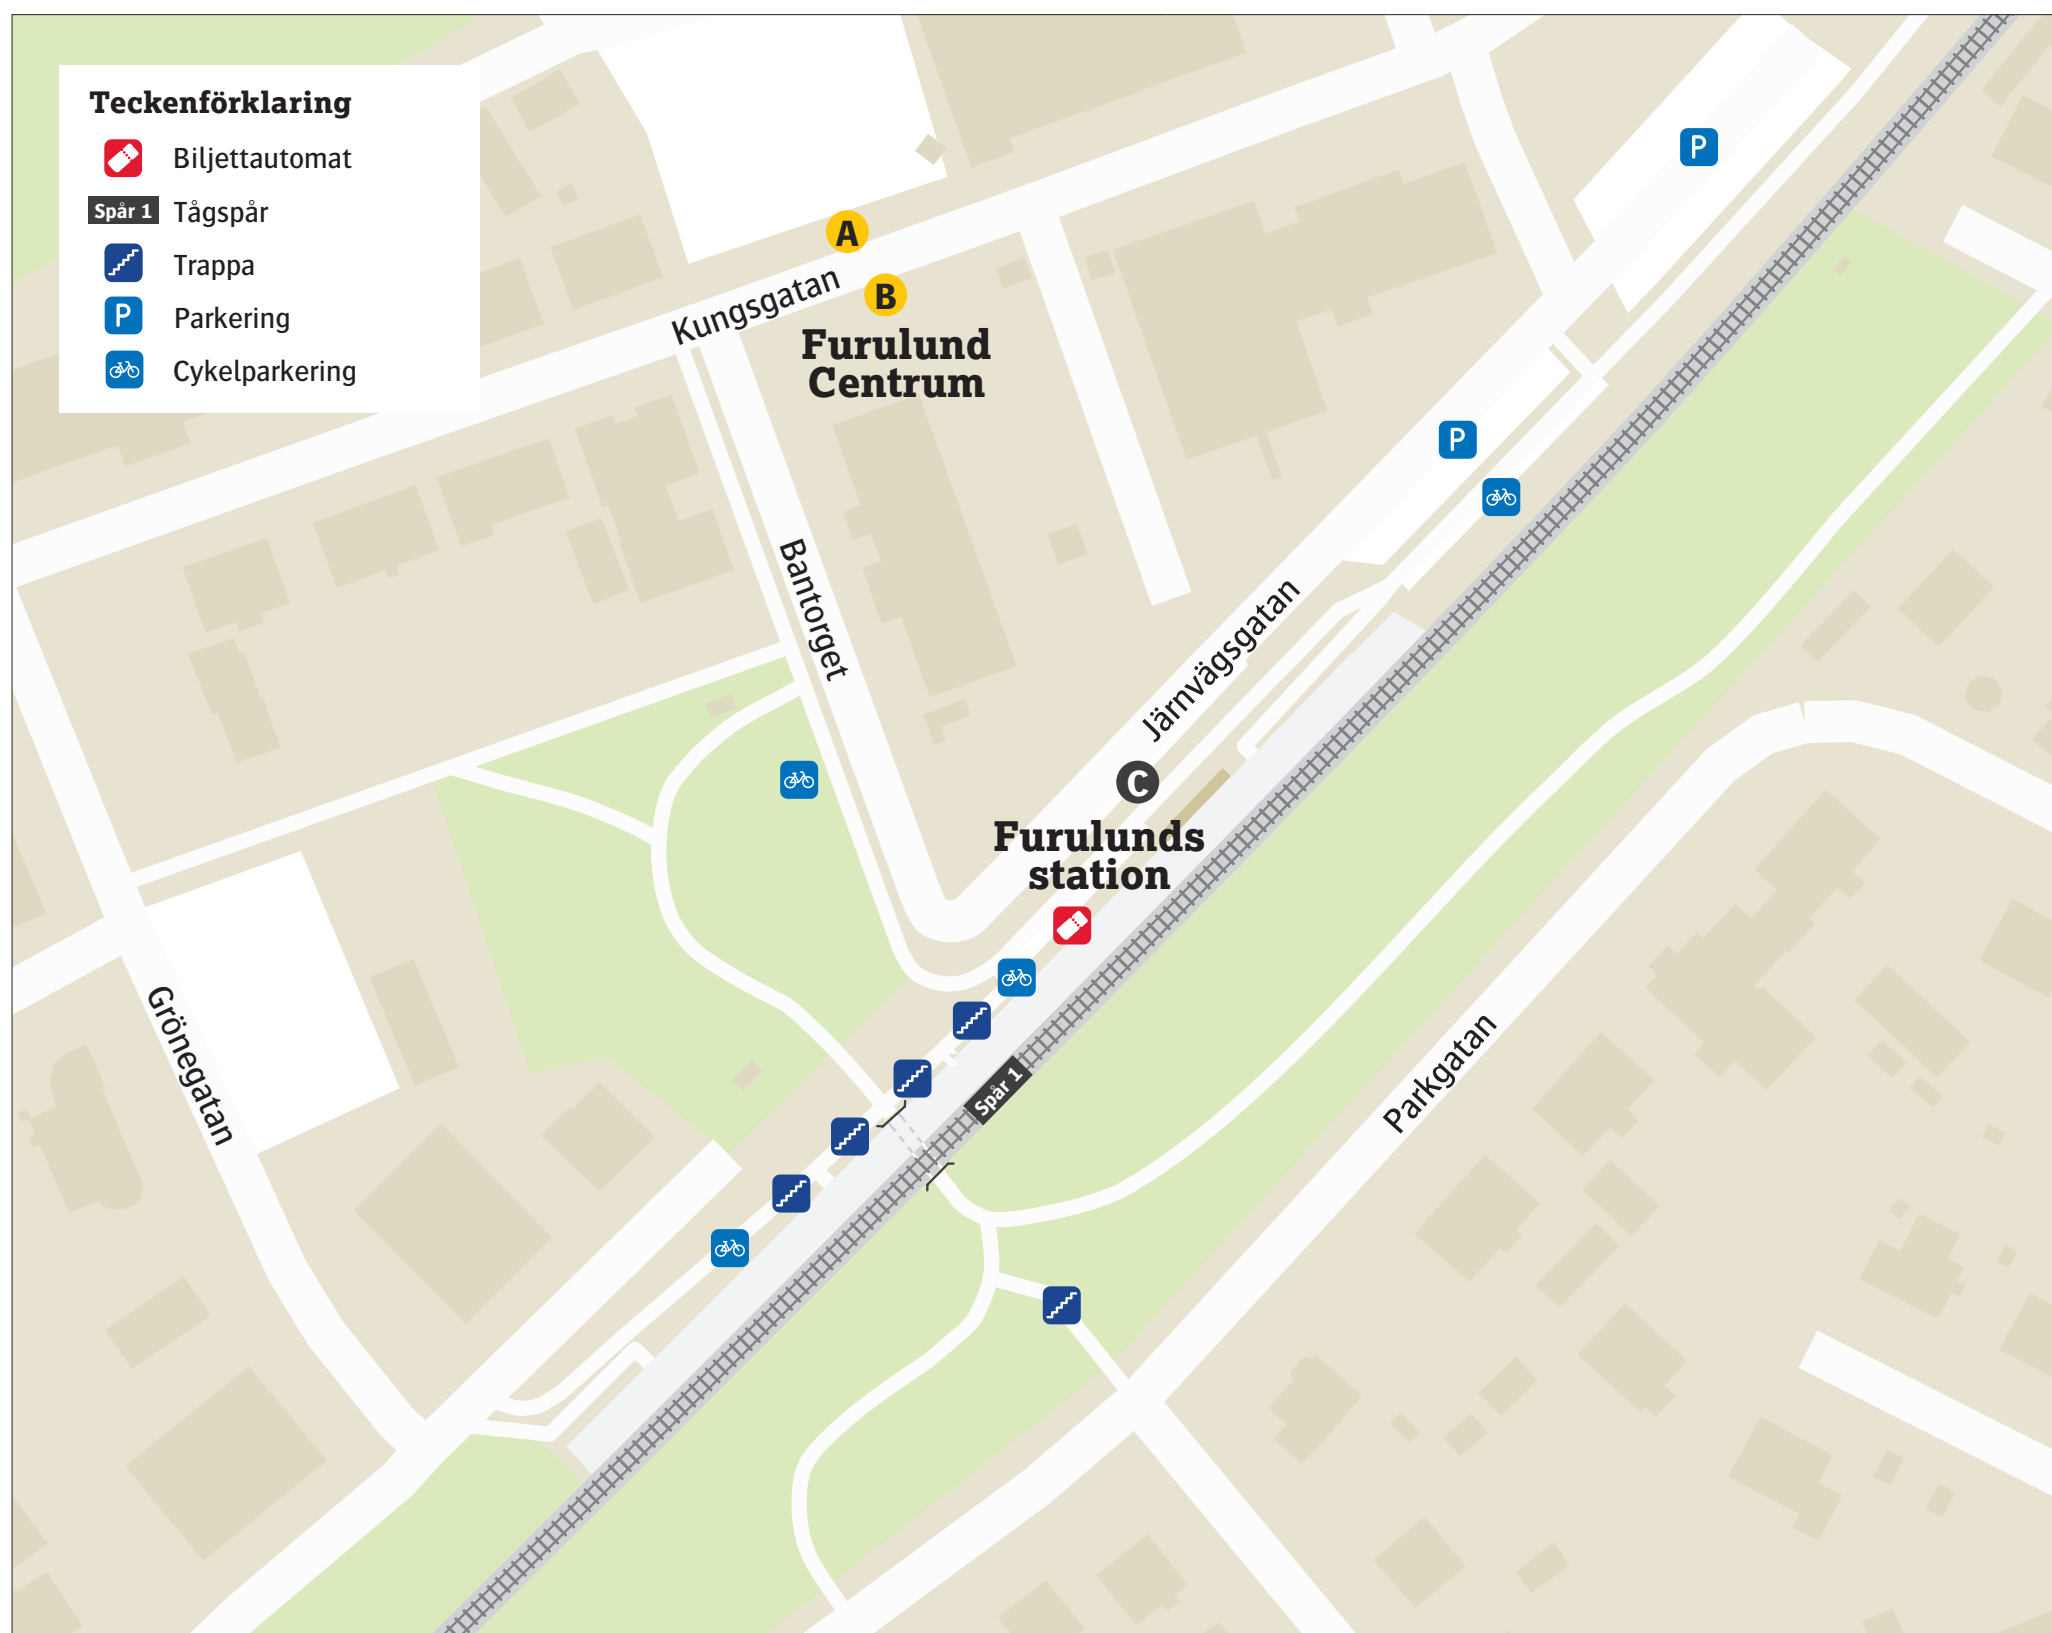 Teckenförklaring
Biljettautomat
Spår 1 Tågspår
Trappa
P Parkering
Cykelparkering
P
A
Kungsgatan
B
Furulund
Centrum
P
Bantorget
Järnvägsgatan
C
Furulunds
station
Grönegatan
Spår 1
Parkgatan